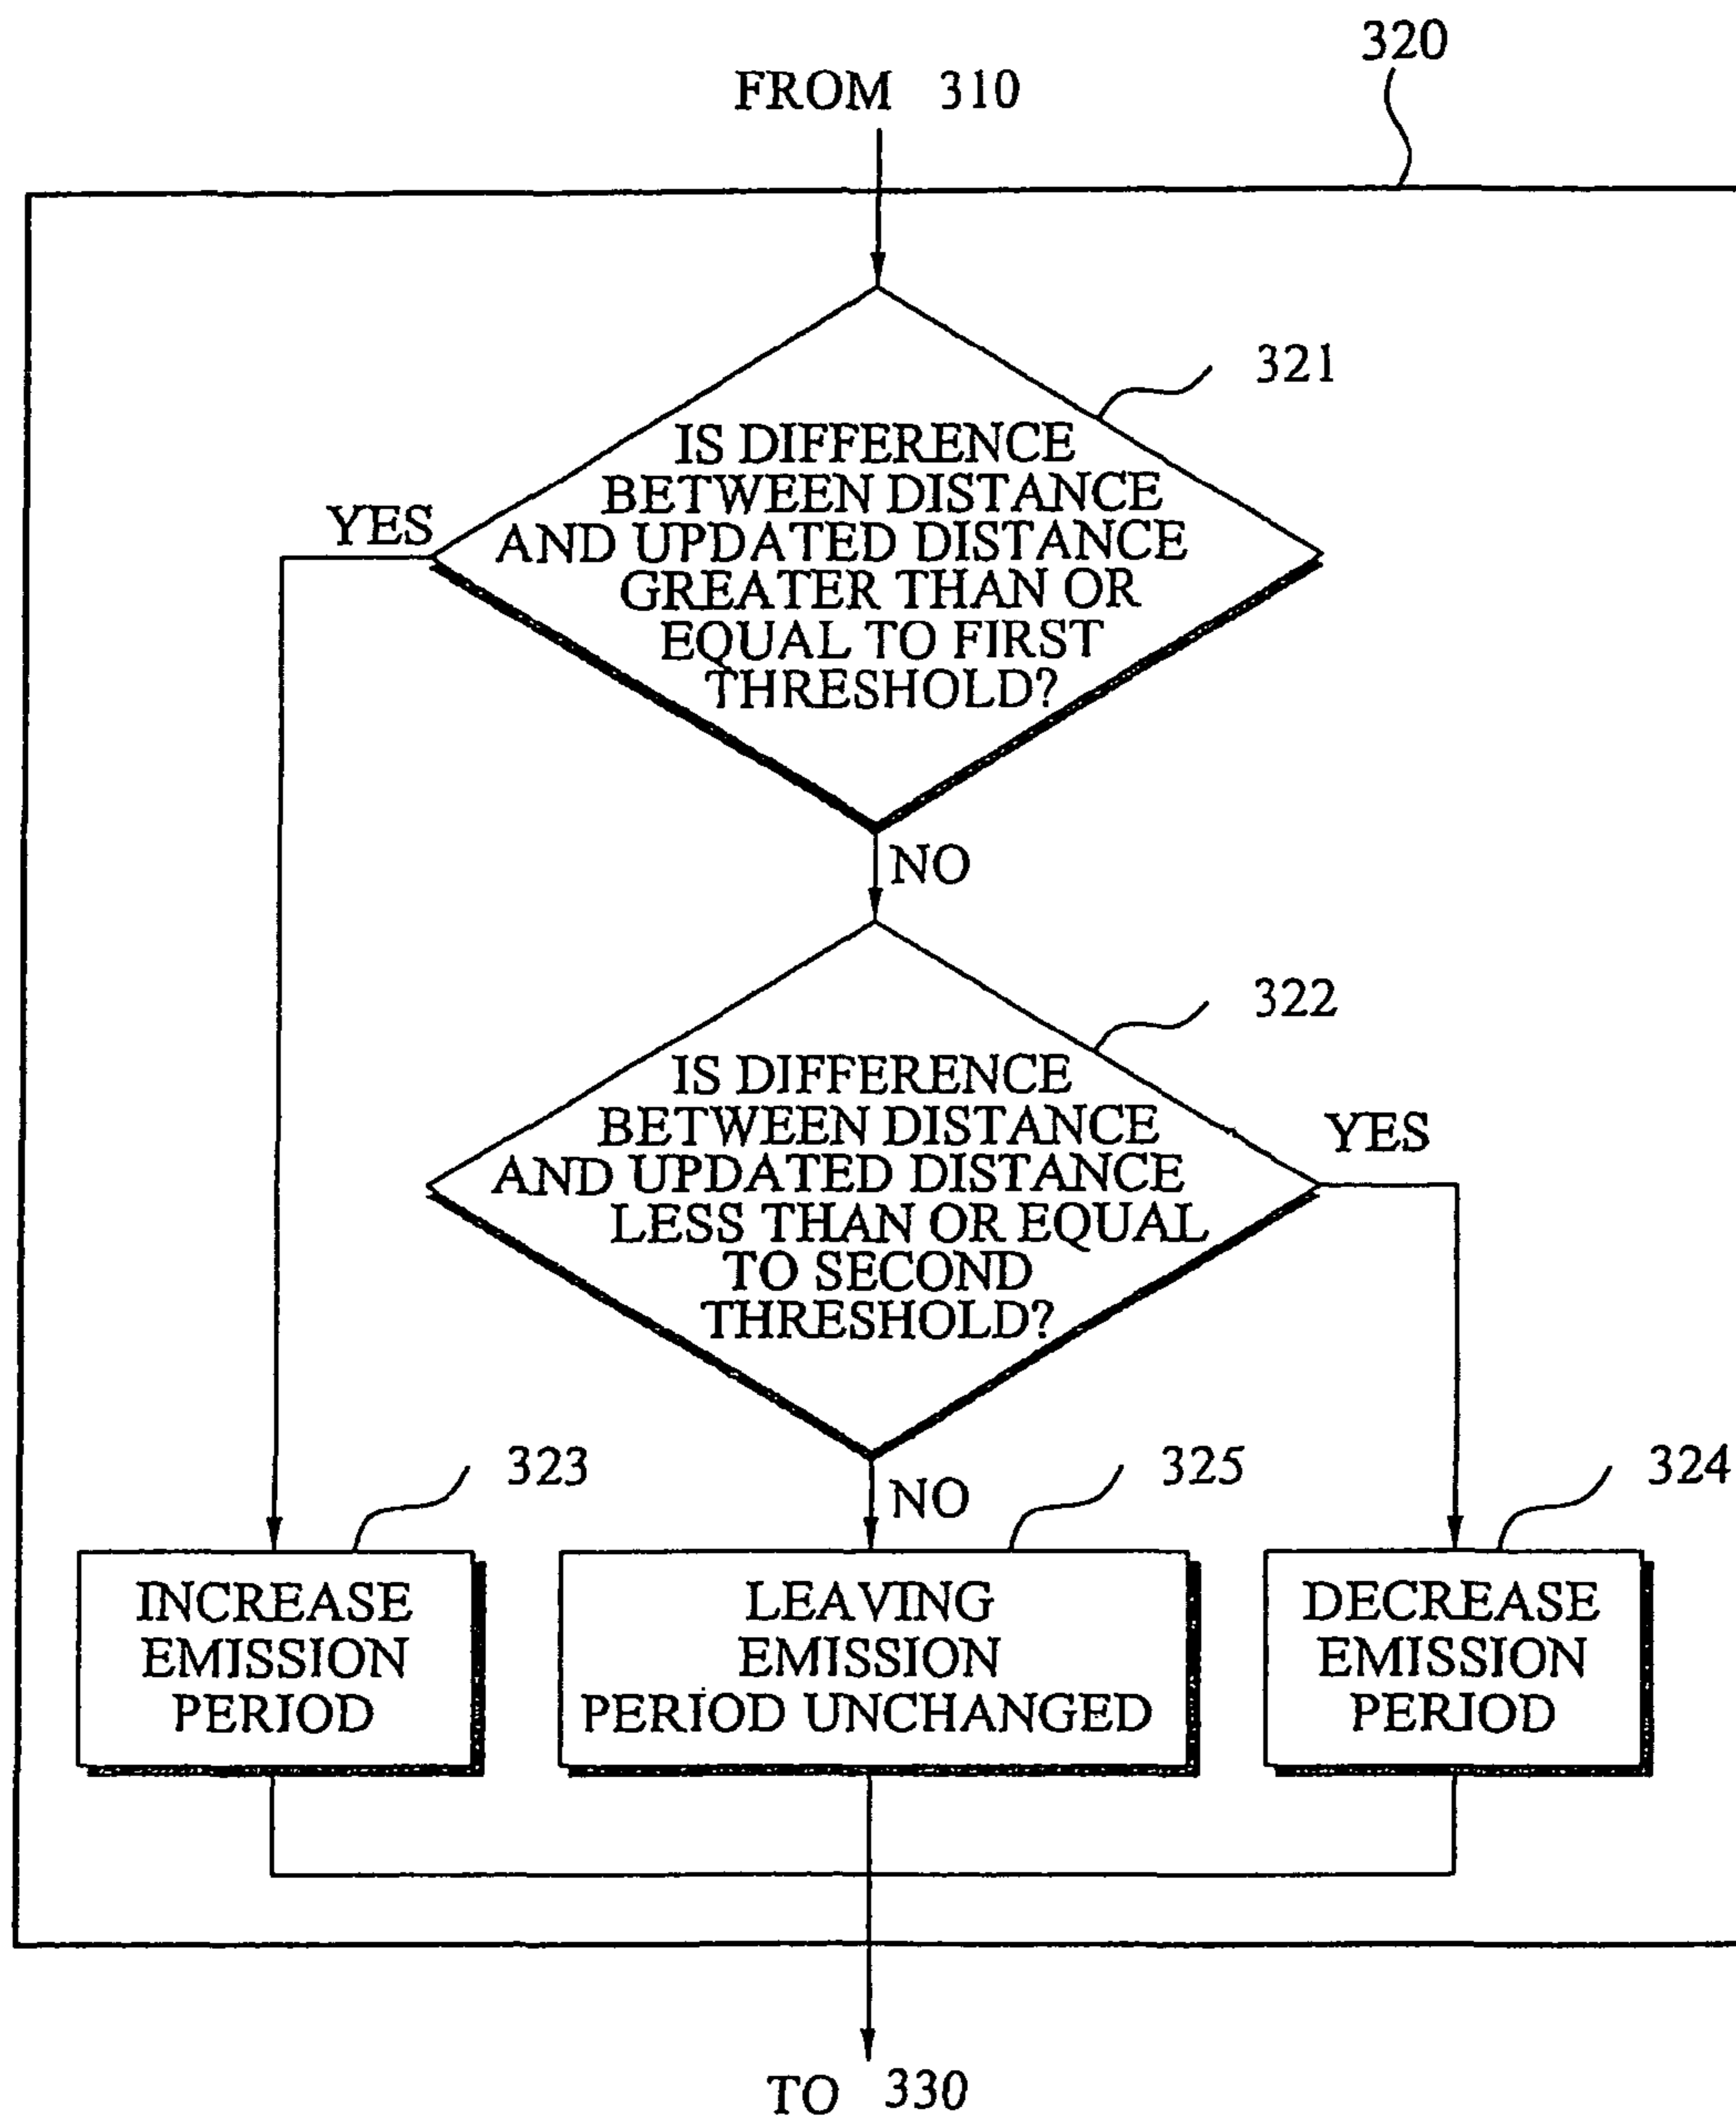 320
FROM 310
321
IS DIFFERENCE
BETWEEN DISTANCE
AND UPDATED DISTANCE
GREATER THAN OR
EQUAL TO FIRST
THRESHOLD?
YES
NO
322
IS DIFFERENCE
BETWEEN DISTANCE
AND UPDATED DISTANCE
LESS THAN OR EQUAL
TO SECOND
THRESHOLD?
YES
NO
323
INCREASE
EMISSION
PERIOD
325
LEAVING
EMISSION
PERIOD UNCHANGED
324
DECREASE
EMISSION
PERIOD
TO 330